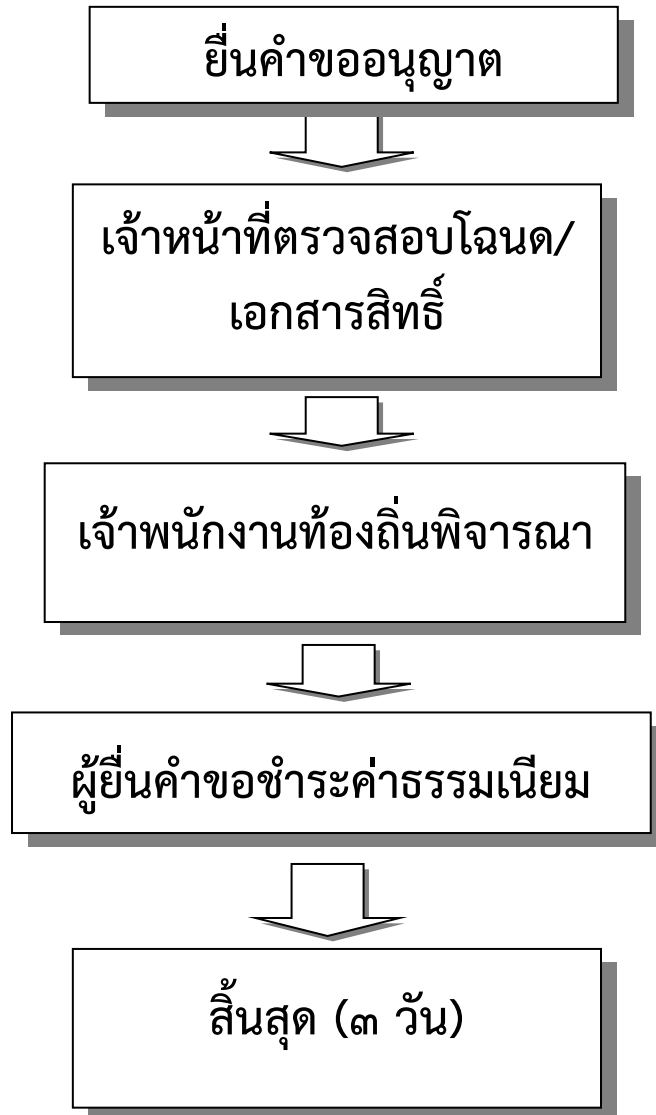 ยื่นคำขออนุญาต
เจ้าหน้าที่ตรวจสอบโฉนด/
เอกสารสิทธิ์
เจ้าพนักงานท้องถิ่นพิจารณา
ผู้ยื่นคำขอชำระค่าธรรมเนียม
สิ้นสุด (๓ วัน)